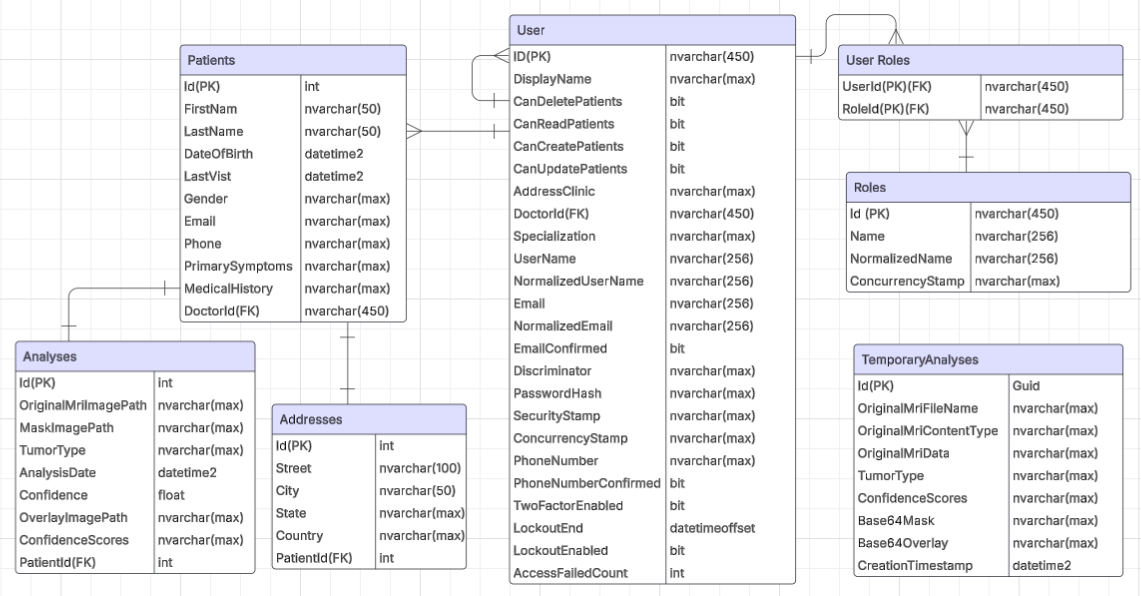 Patients
Id(PK) int
FirstNam nvarchar(50)
LastName nvarchar(50)
DateOfBirth datetime2
LastVist datetime2
Gender nvarchar(max)
Email nvarchar(max)
Phone nvarchar(max)
PrimarySymptoms nvarchar(max)
MedicalHistory nvarchar(max)
DoctorId(FK) nvarchar(450)
User
ID(PK) nvarchar(450)
DisplayName nvarchar(max)
CanDeletePatients bit
CanReadPatients bit
CanCreatePatients bit
CanUpdatePatients bit
AddressClinic nvarchar(max)
DoctorId(FK) nvarchar(450)
Specialization nvarchar(max)
UserName nvarchar(256)
NormalizedUserName nvarchar(256)
Email nvarchar(256)
NormalizedEmail nvarchar(256)
EmailConfirmed bit
Discriminator nvarchar(max)
PasswordHash nvarchar(max)
SecurityStamp nvarchar(max)
ConcurrencyStamp nvarchar(max)
PhoneNumber nvarchar(max)
PhoneNumberConfirmed bit
TwoFactorEnabled bit
LockoutEnd datetimeoffset
LockoutEnabled bit
AccessFailedCount int
User Roles
UserId(PK)(FK) nvarchar(450)
RoleId(PK)(FK) nvarchar(450)
Roles
Id (PK) nvarchar(450)
Name nvarchar(256)
NormalizedName nvarchar(256)
ConcurrencyStamp nvarchar(max)
Analyses
Id(PK) int
OriginalMriImagePath nvarchar(max)
MaskImagePath nvarchar(max)
TumorType nvarchar(max)
AnalysisDate datetime2
Confidence float
OverlayImagePath nvarchar(max)
ConfidenceScores nvarchar(max)
PatientId(FK) int
Addresses
Id(PK) int
Street nvarchar(100)
City nvarchar(50)
State nvarchar(max)
Country nvarchar(max)
PatientId(FK) int
TemporaryAnalyses
Id(PK) Guid
OriginalMriFileName nvarchar(max)
OriginalMriContentType nvarchar(max)
OriginalMriData nvarchar(max)
TumorType nvarchar(max)
ConfidenceScores nvarchar(max)
Base64Mask nvarchar(max)
Base64Overlay nvarchar(max)
CreationTimestamp datetime2